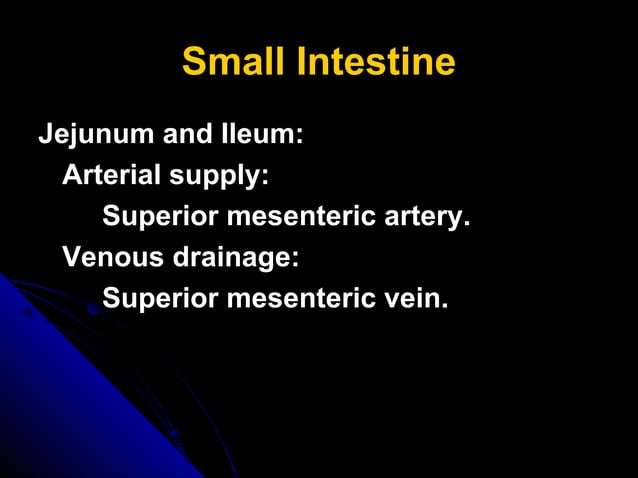 Small Intestine
Jejunum and Ileum:
Arterial supply:
Superior mesenteric artery.
Venous drainage:
Superior mesenteric vein.